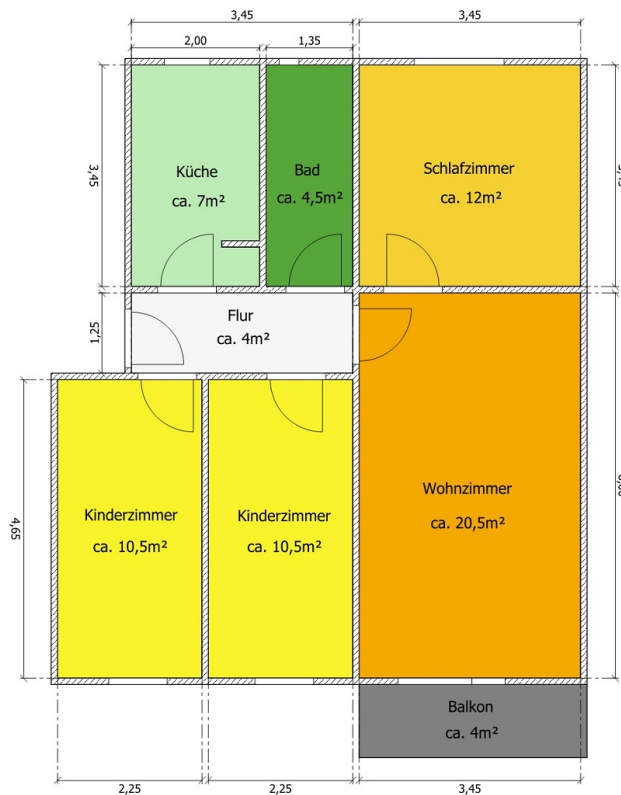 3,45
3,45
2,00
1,35
3,45
Küche
ca. 7m²
Bad
ca. 4,5m²
Schlafzimmer
ca. 12m²
1,25
Flur
ca. 4m²
4,65
Kinderzimmer
ca. 10,5m²
Kinderzimmer
ca. 10,5m²
Wohnzimmer
ca. 20,5m²
Balkon
ca. 4m²
2,25
2,25
3,45